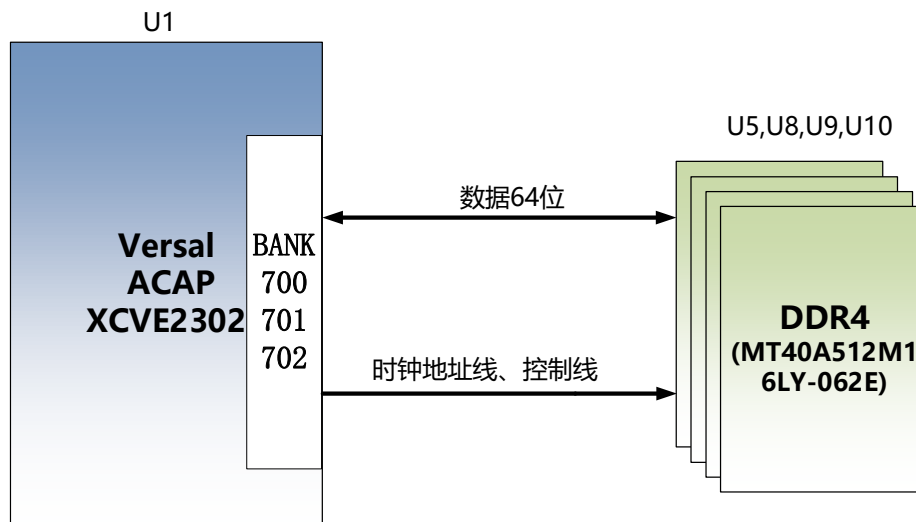 U1
U5,U8,U9,U10
数据64位
Versal
ACAP
XCVE2302
BANK
700
701
702
DDR4
(MT40A512M1
6LY-062E)
时钟地址线、控制线